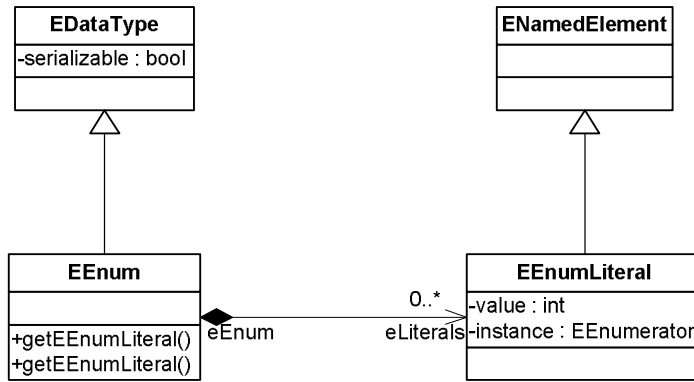 EDataType
-serializable : bool
ENamedElement
EEnum
+getEEnumLiteral()
+getEEnumLiteral()
eEnum
0..*
eLiterals
EEnumLiteral
-value : int
-instance : EEnumerator